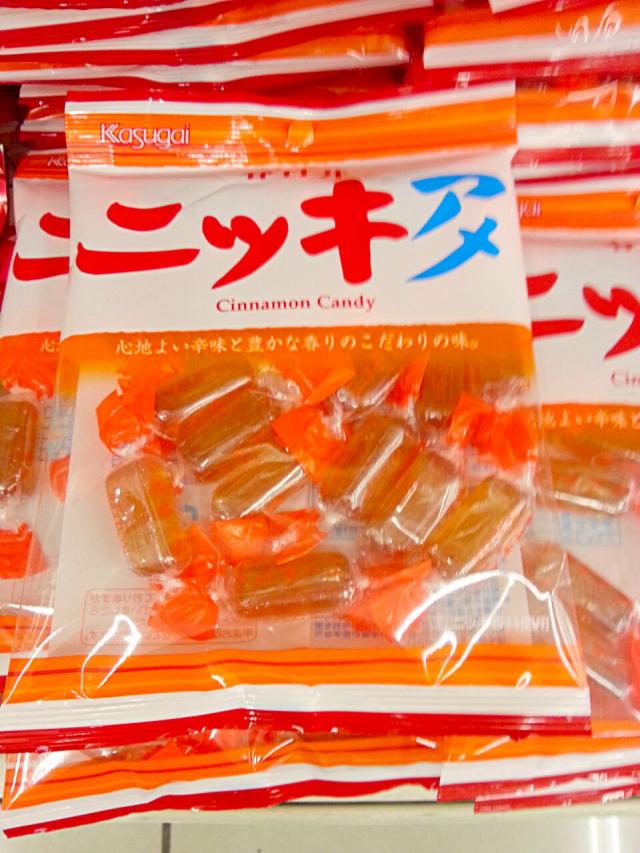 Kasugai
ニッキアメ
Cinnamon Candy
心地よい辛味と豊かな香りのこだわりの味。